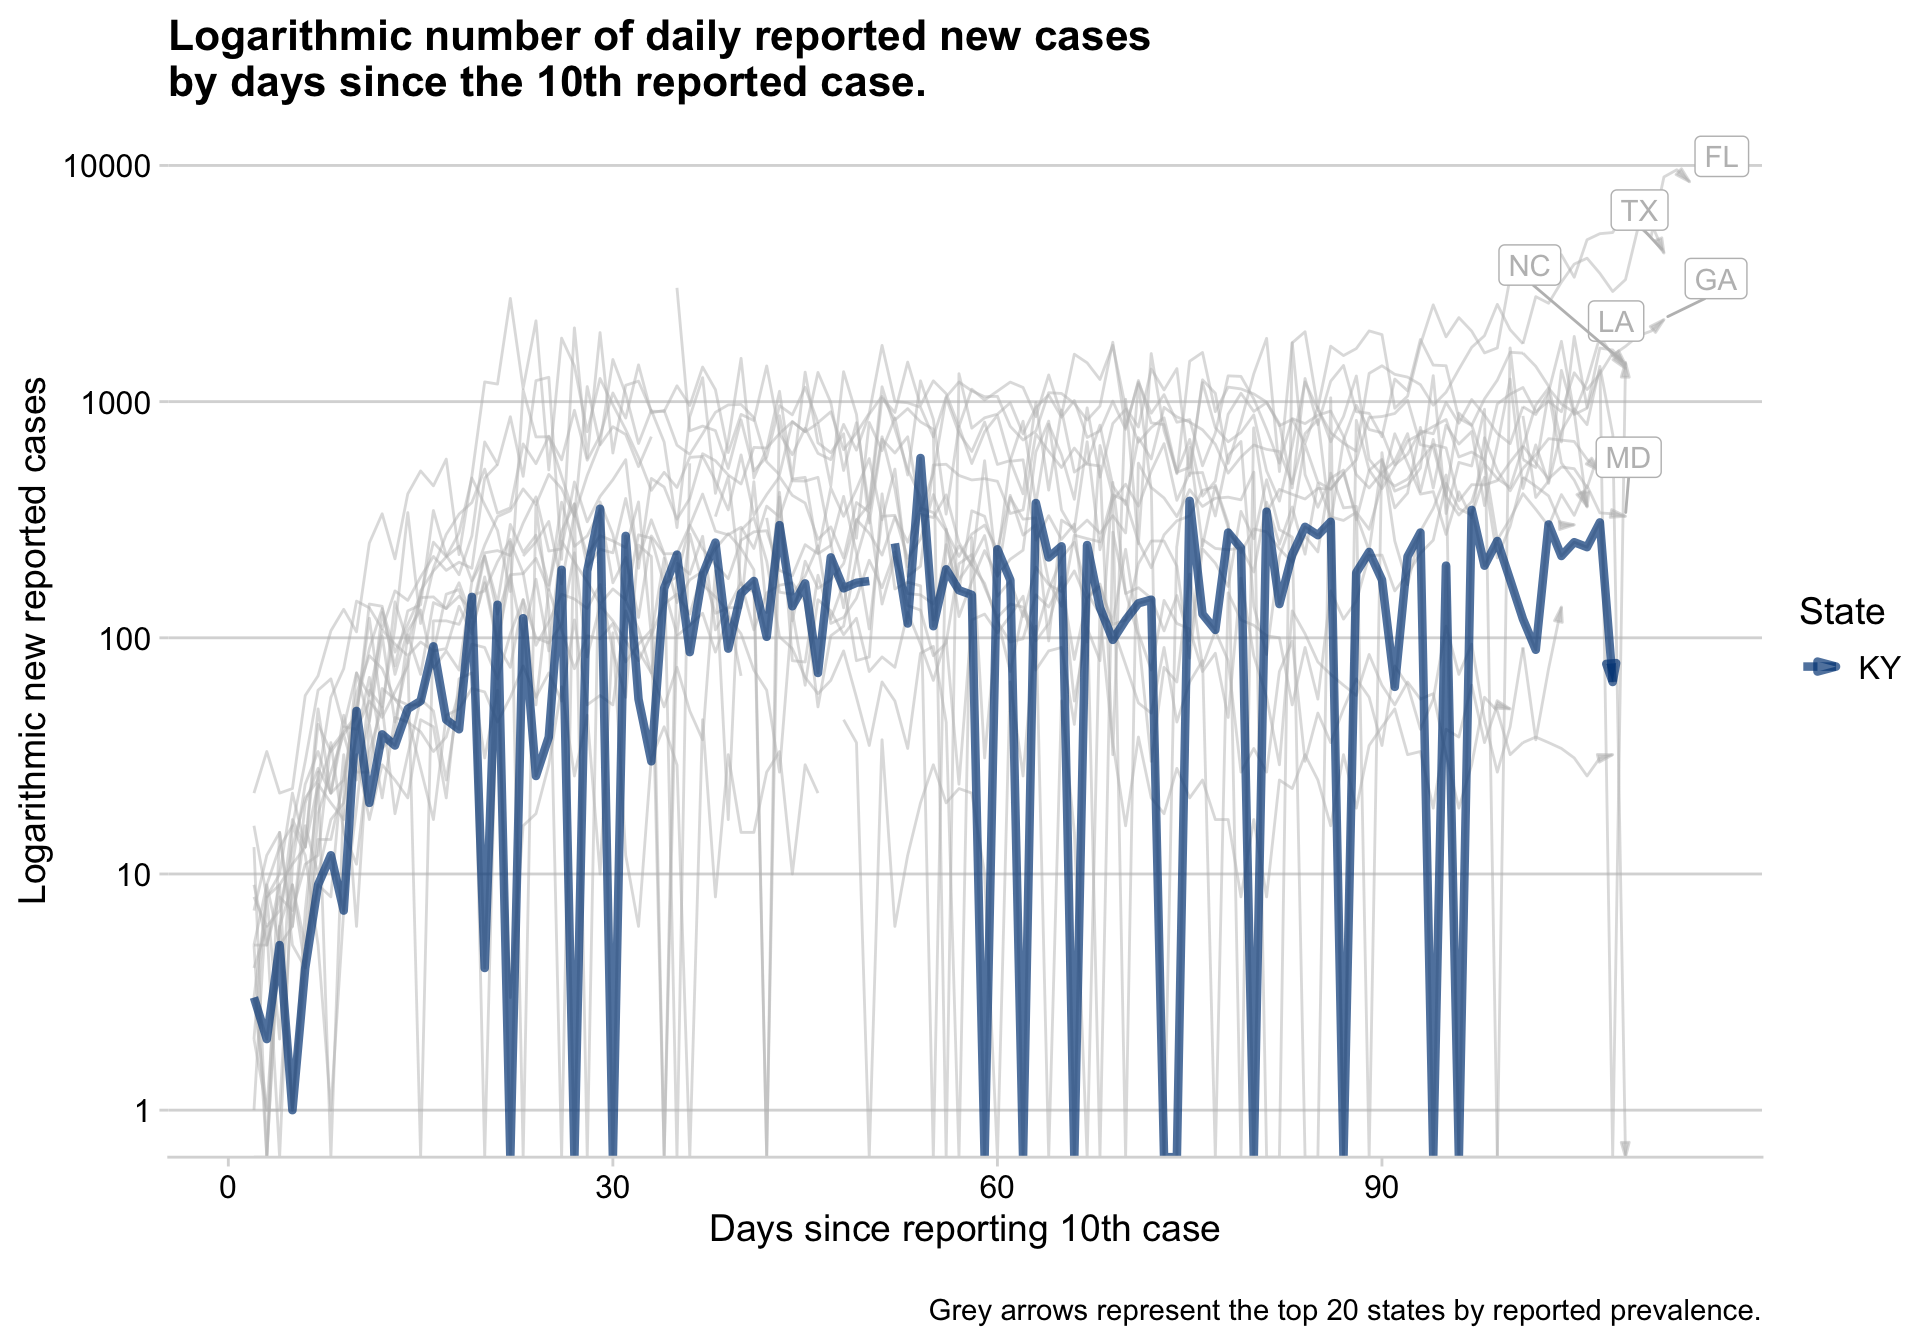 Logarithmic number of daily reported new cases
by days since the 10th reported case.
Logarithmic new reported cases
10000
1000
100
10
1
FL
TX
NC
GA
LA
MD
State
KY
0
30
60
90
Days since reporting 10th case
Grey arrows represent the top 20 states by reported prevalence.